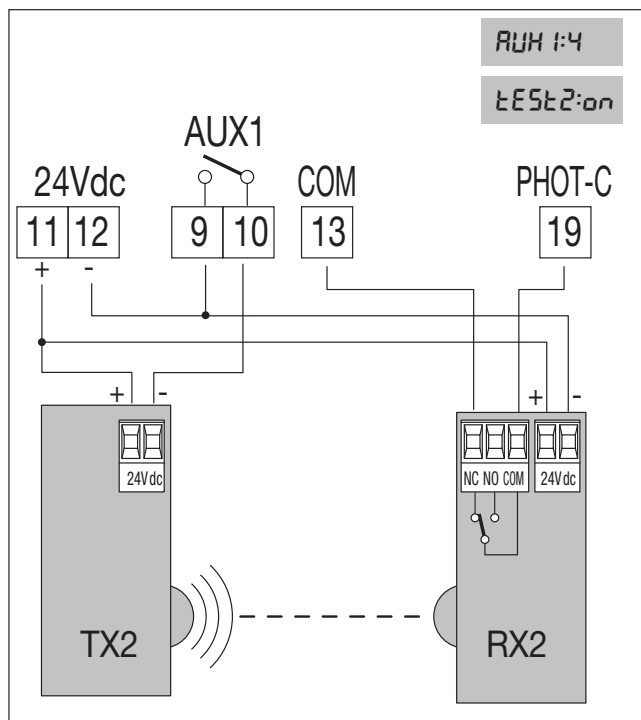 AUX 1:4
tESt2:on
AUX1
24Vdc
COM
PHOT-C
11 12
9 10
13
19
+ -
+ -
+ -
24Vdc
NC NO COM
24Vdc
TX2
RX2